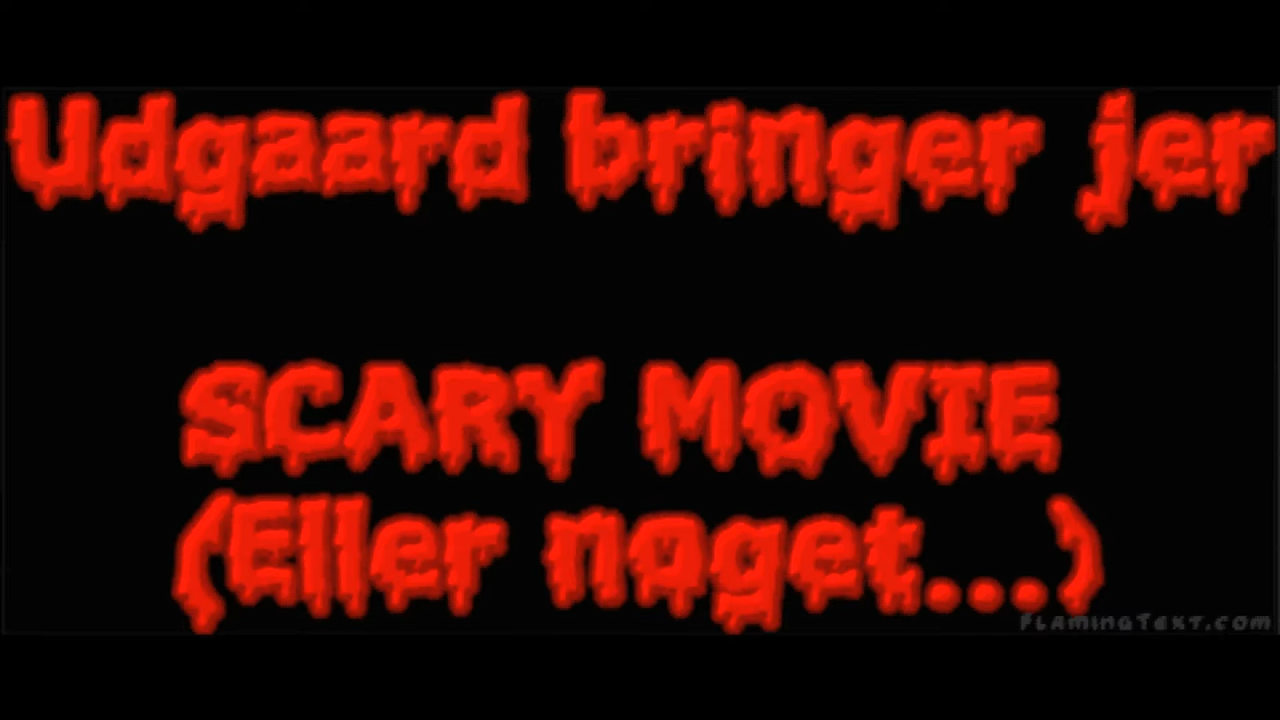 Udgaard bringer jer
SCARY MOVIE
(Eller noget...)
FlamingText.com